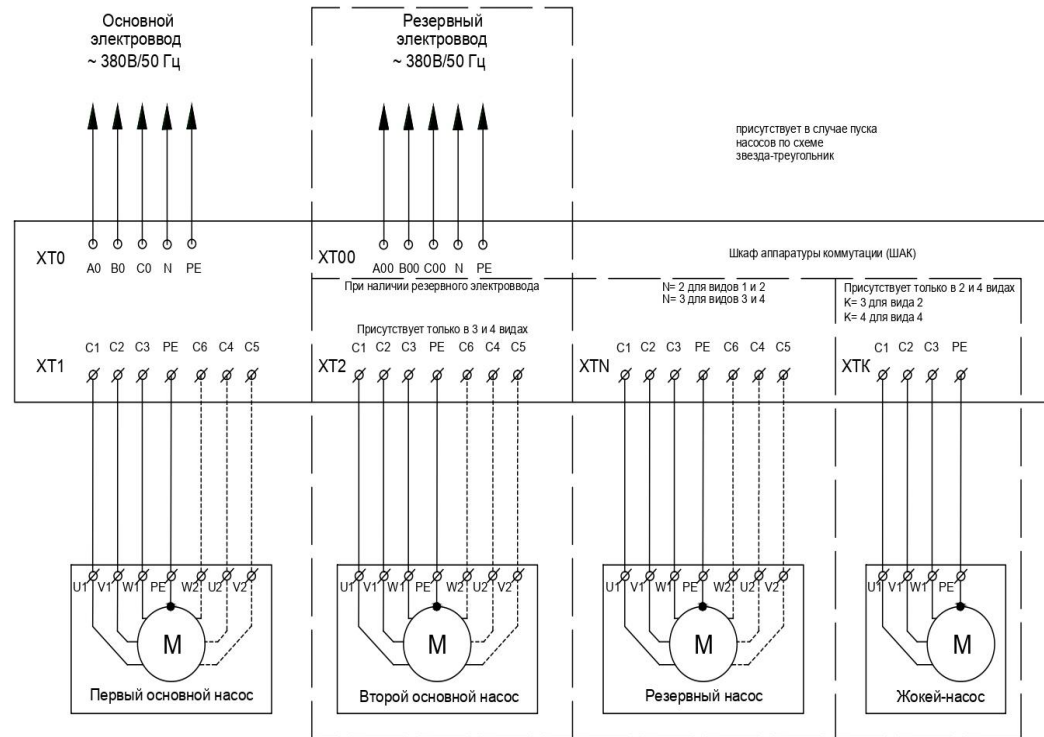 Основной
электроввод
~ 380В/50 Гц
Резервный
электроввод
~ 380В/50 Гц
присутствует в случае пуска
насосов по схеме
звезда-треугольник
XT0
A0 B0 C0 N PE
XT00
A00 B00 C00 N PE
Шкаф аппаратуры коммутации (ШАК)
При наличии резервного электроввода
N= 2 для видов 1 и 2
N= 3 для видов 3 и 4
Присутствует только в 2 и 4 видах
K= 3 для вида 2
K= 4 для вида 4
Присутствует только в 3 и 4 видах
XT1
C1 C2 C3 PE C6 C4 C5
XT2
C1 C2 C3 PE C6 C4 C5
XTN
C1 C2 C3 PE C6 C4 C5
XTK
C1 C2 C3 PE
U1 V1 W1 PE W2 U2 V2
M
Первый основной насос
U1 V1 W1 PE W2 U2 V2
M
Второй основной насос
U1 V1 W1 PE W2 U2 V2
M
Резервный насос
U1 V1 W1 PE
M
Жокей-насос